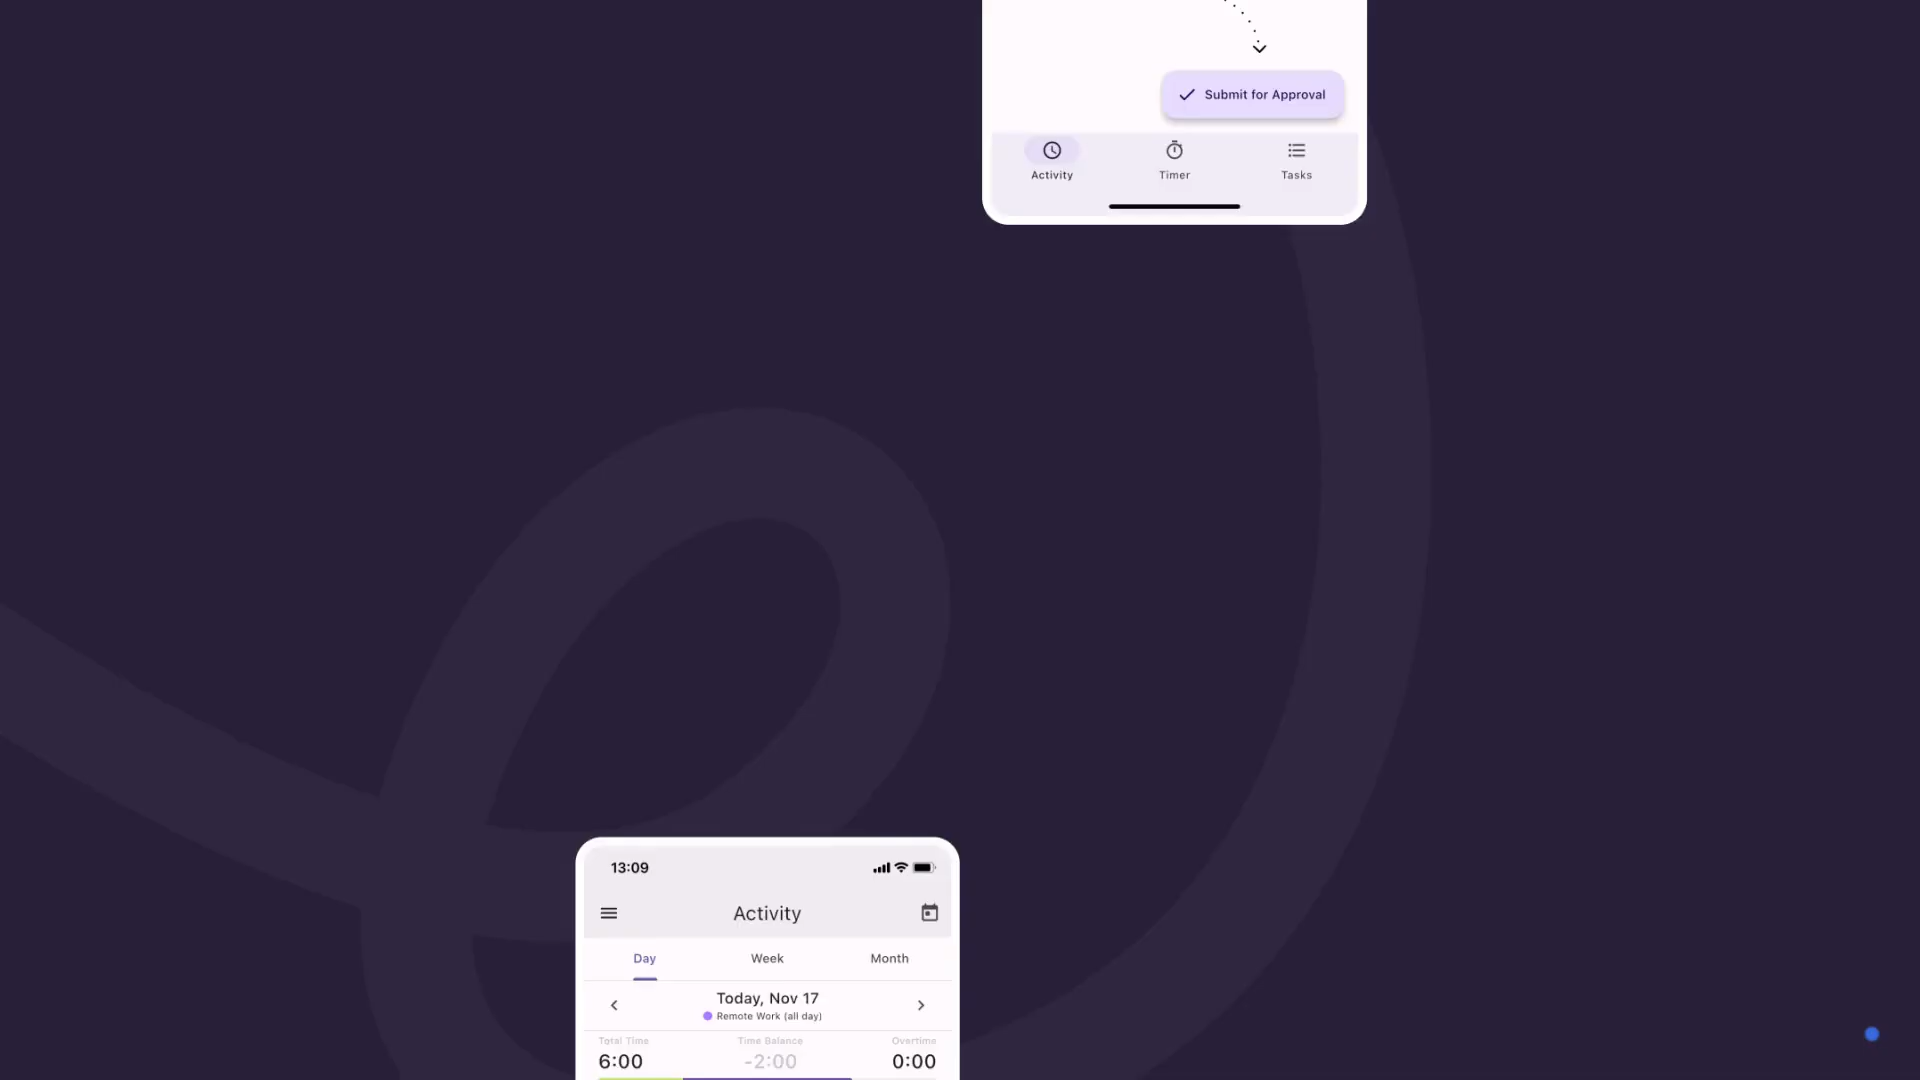 Submit for Approval
Activity
Timer
Tasks
13:09
Activity
Day
Week
Month
Today, Nov 17
Remote Work (all day)
Total Time
Time Balance
Overtime
6:00
-2:00
0:00